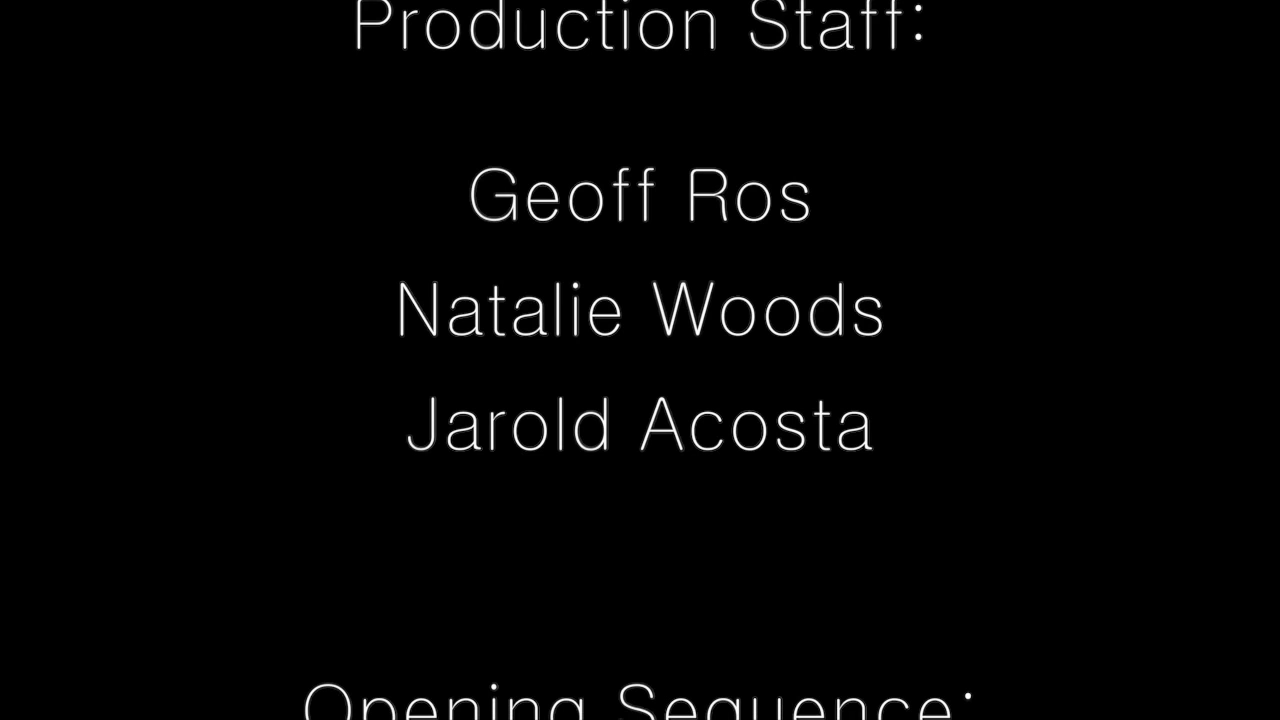 Production Staff:
Geoff Ros
Natalie Woods
Jarold Acosta
Opening Sequence: